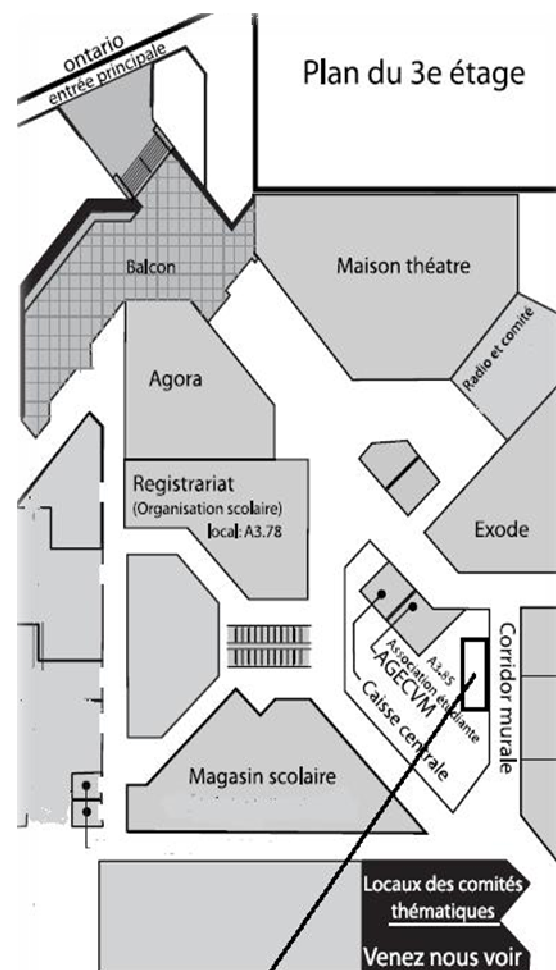 ontario
entrée principale
Plan du 3e étage
Balcon
Maison théatre
Radio et comité
Agora
Registrariat
(Organisation scolaire)
local: A3.78
Exode
A3.85
Association étudiante
LAGECVM
Caisse centrale
Corridor murale
Magasin scolaire
Locaux des comités
thématiques
Venez nous voir